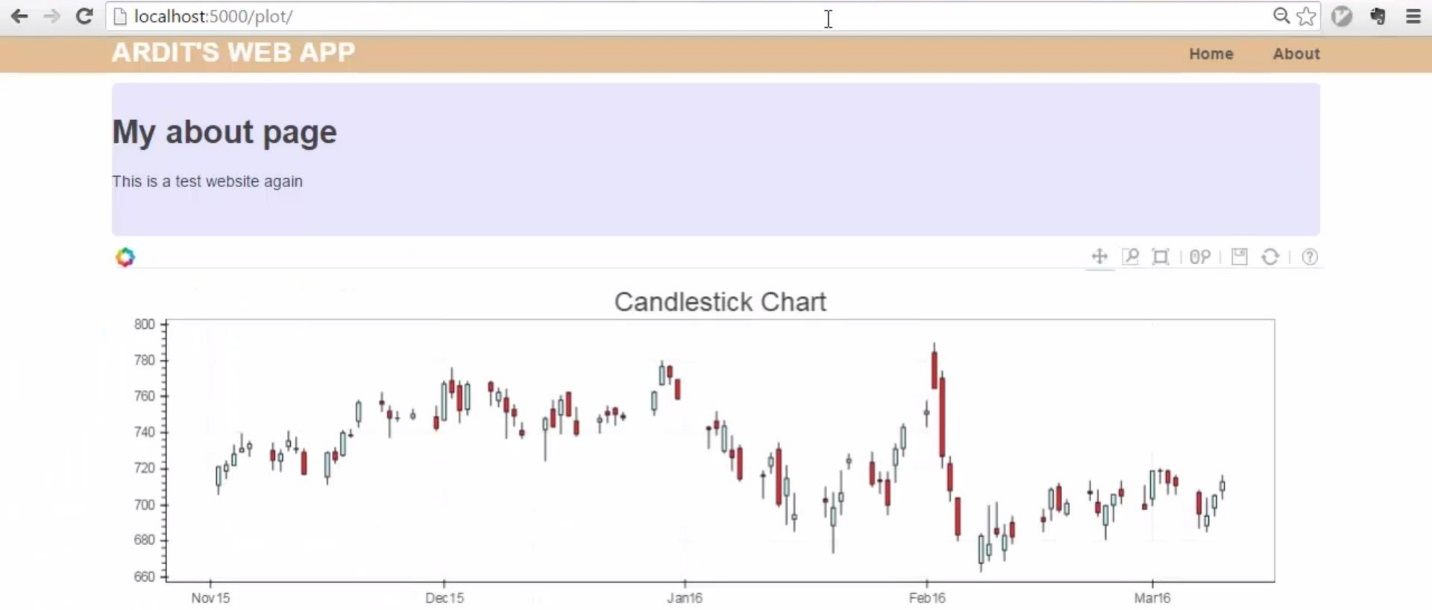 localhost:5000/plot/
ARDIT'S WEB APP
Home
About
My about page
This is a test website again
Candlestick Chart
800
780
760
740
720
700
680
660
Nov15
Dec15
Jan16
Feb16
Mar16